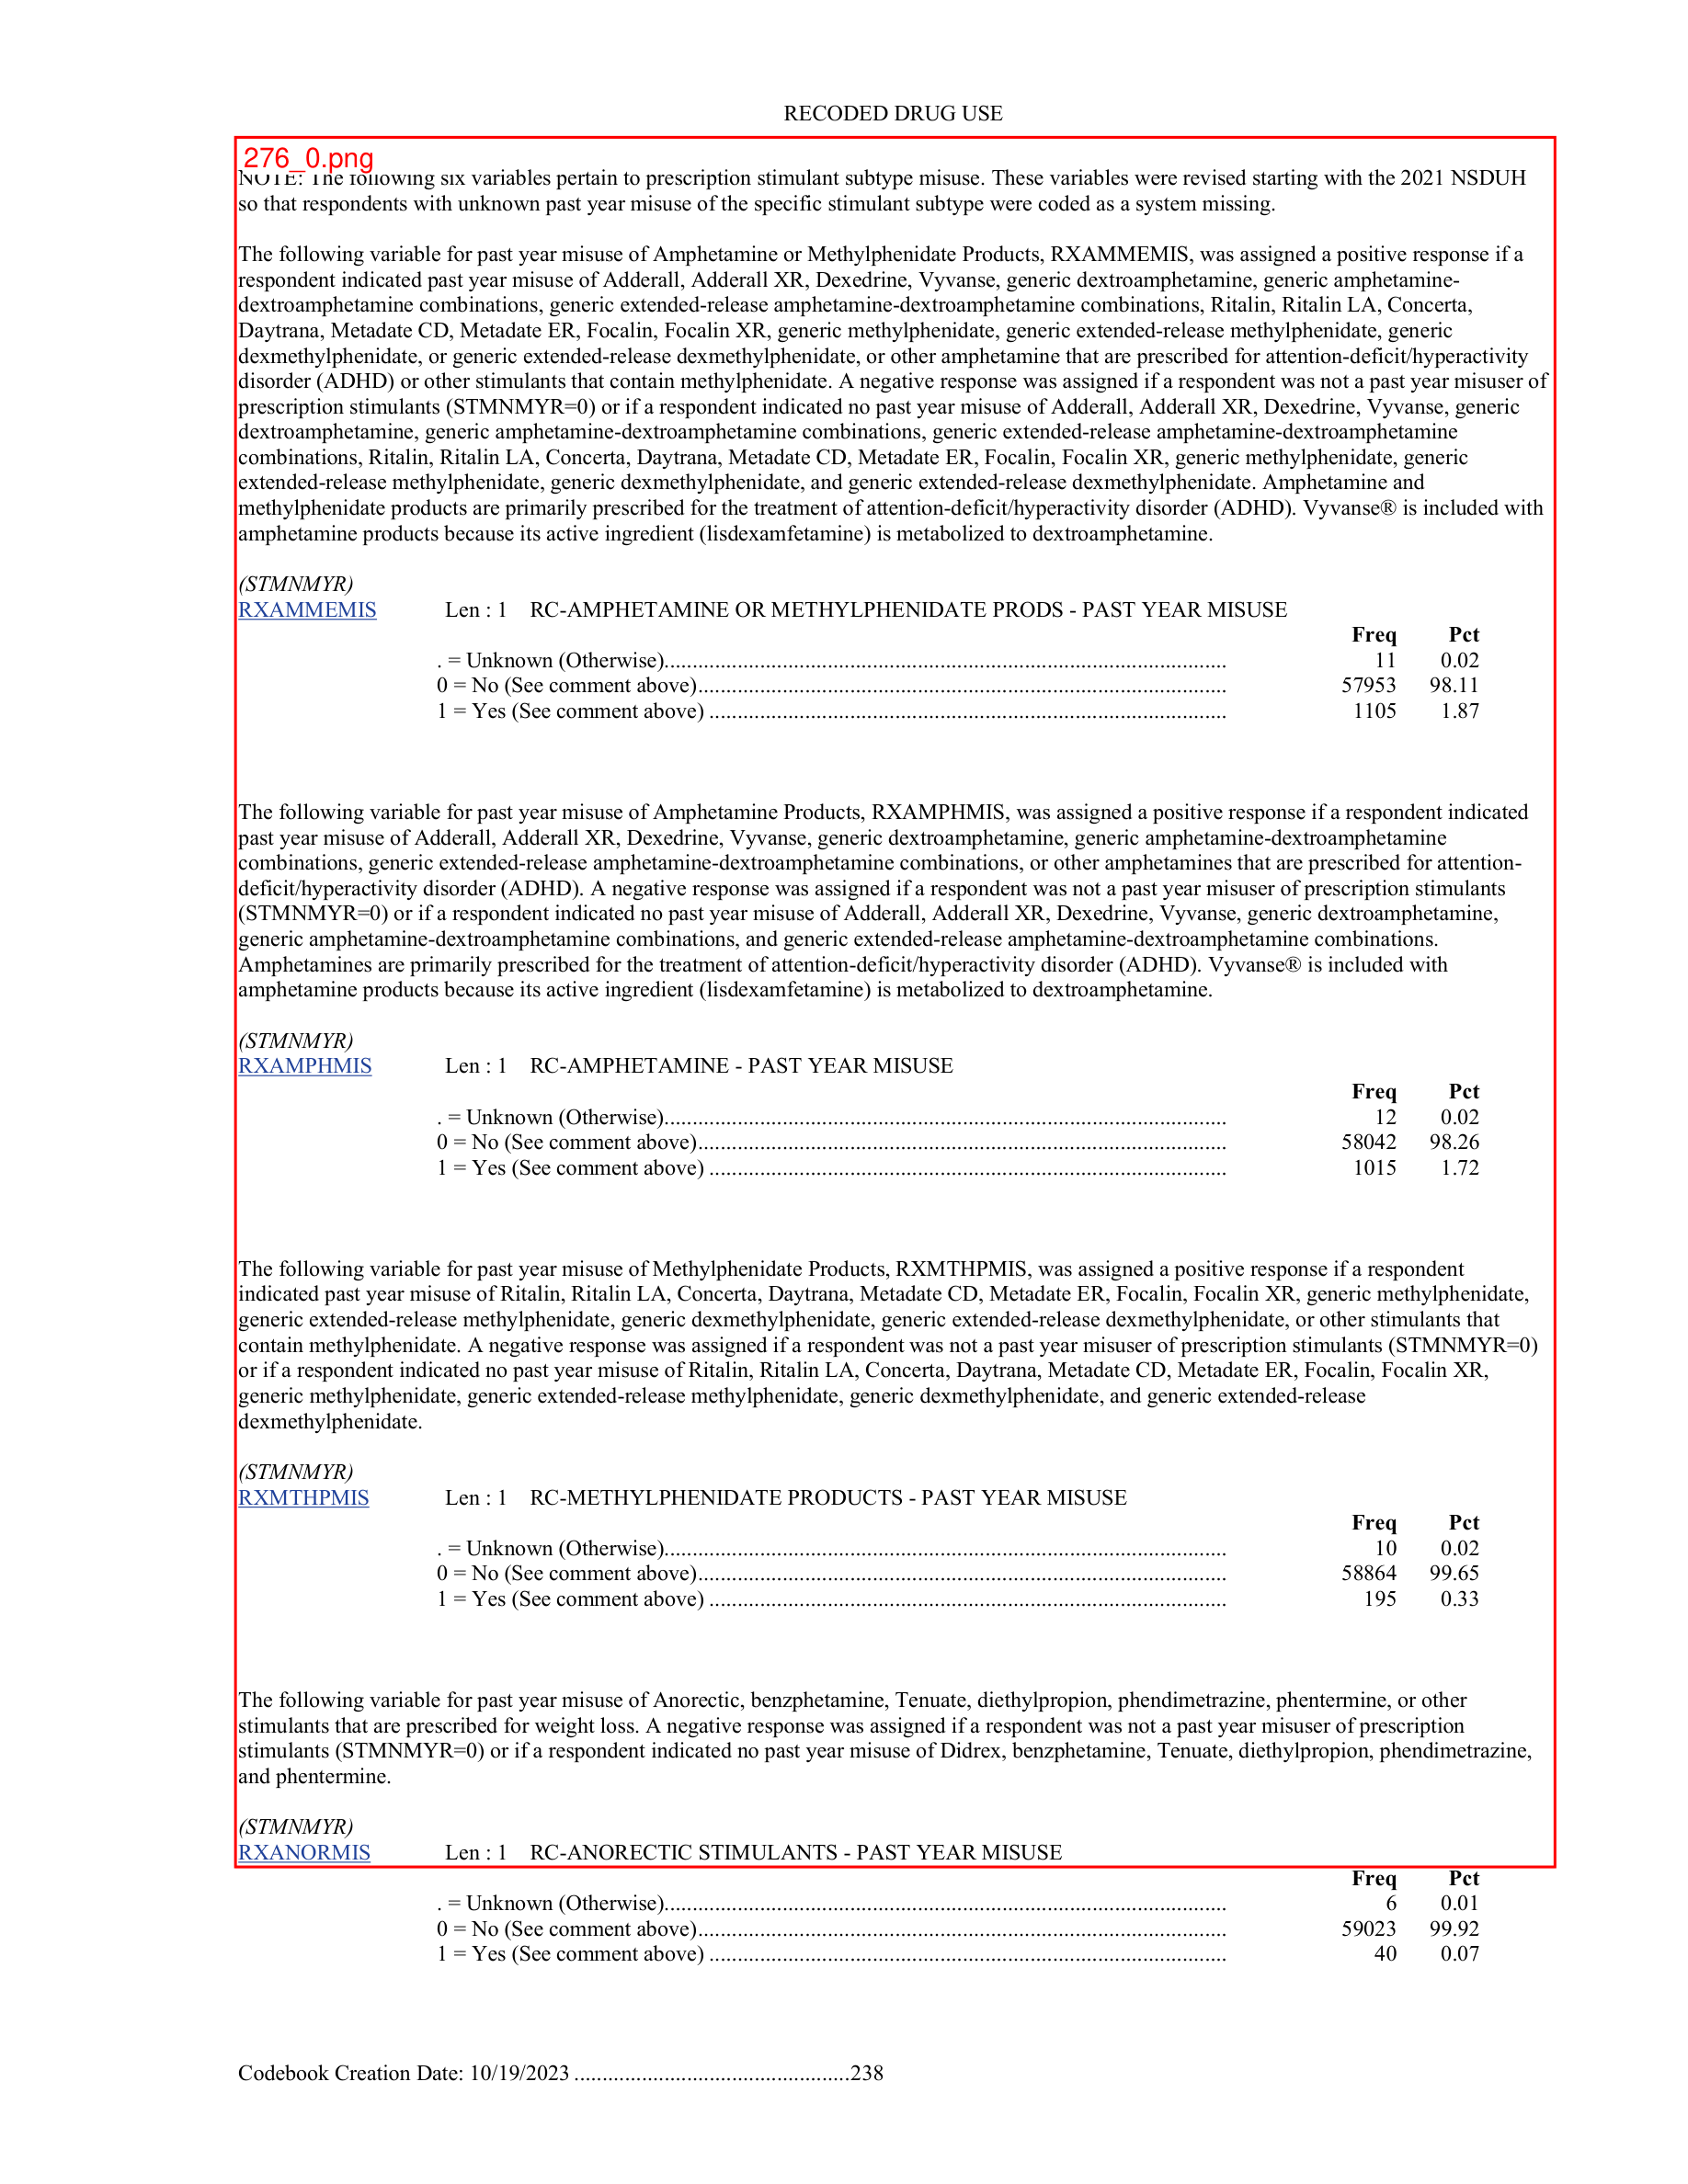 RECODED DRUG USE
276_0.png
NOTE: The following six variables pertain to prescription stimulant subtype misuse. These variables were revised starting with the 2021 NSDUH
so that respondents with unknown past year misuse of the specific stimulant subtype were coded as a system missing.
The following variable for past year misuse of Amphetamine or Methylphenidate Products, RXAMMEMIS, was assigned a positive response if a
respondent indicated past year misuse of Adderall, Adderall XR, Dexedrine, Vyvanse, generic dextroamphetamine, generic amphetamine-
dextroamphetamine combinations, generic extended-release amphetamine-dextroamphetamine combinations, Ritalin, Ritalin LA, Concerta,
Daytrana, Metadate CD, Metadate ER, Focalin, Focalin XR, generic methylphenidate, generic extended-release methylphenidate, generic
dexmethylphenidate, or generic extended-release dexmethylphenidate, or other amphetamine that are prescribed for attention-deficit/hyperactivity
disorder (ADHD) or other stimulants that contain methylphenidate. A negative response was assigned if a respondent was not a past year misuser of
prescription stimulants (STMNMYR=0) or if a respondent indicated no past year misuse of Adderall, Adderall XR, Dexedrine, Vyvanse, generic
dextroamphetamine, generic amphetamine-dextroamphetamine combinations, generic extended-release amphetamine-dextroamphetamine
combinations, Ritalin, Ritalin LA, Concerta, Daytrana, Metadate CD, Metadate ER, Focalin, Focalin XR, generic methylphenidate, generic
extended-release methylphenidate, generic dexmethylphenidate, and generic extended-release dexmethylphenidate. Amphetamine and
methylphenidate products are primarily prescribed for the treatment of attention-deficit/hyperactivity disorder (ADHD). Vyvanse® is included with
amphetamine products because its active ingredient (lisdexamfetamine) is metabolized to dextroamphetamine.
(STMNMYR)
RXAMMEMIS Len : 1 RC-AMPHETAMINE OR METHYLPHENIDATE PRODS - PAST YEAR MISUSE
Freq Pct
. = Unknown (Otherwise).................................................................................................... 11 0.02
0 = No (See comment above).............................................................................................. 57953 98.11
1 = Yes (See comment above) ............................................................................................ 1105 1.87
The following variable for past year misuse of Amphetamine Products, RXAMPHMIS, was assigned a positive response if a respondent indicated
past year misuse of Adderall, Adderall XR, Dexedrine, Vyvanse, generic dextroamphetamine, generic amphetamine-dextroamphetamine
combinations, generic extended-release amphetamine-dextroamphetamine combinations, or other amphetamines that are prescribed for attention-
deficit/hyperactivity disorder (ADHD). A negative response was assigned if a respondent was not a past year misuser of prescription stimulants
(STMNMYR=0) or if a respondent indicated no past year misuse of Adderall, Adderall XR, Dexedrine, Vyvanse, generic dextroamphetamine,
generic amphetamine-dextroamphetamine combinations, and generic extended-release amphetamine-dextroamphetamine combinations.
Amphetamines are primarily prescribed for the treatment of attention-deficit/hyperactivity disorder (ADHD). Vyvanse® is included with
amphetamine products because its active ingredient (lisdexamfetamine) is metabolized to dextroamphetamine.
(STMNMYR)
RXAMPHMIS Len : 1 RC-AMPHETAMINE - PAST YEAR MISUSE
Freq Pct
. = Unknown (Otherwise).................................................................................................... 12 0.02
0 = No (See comment above).............................................................................................. 58042 98.26
1 = Yes (See comment above) ............................................................................................ 1015 1.72
The following variable for past year misuse of Methylphenidate Products, RXMTHPMIS, was assigned a positive response if a respondent
indicated past year misuse of Ritalin, Ritalin LA, Concerta, Daytrana, Metadate CD, Metadate ER, Focalin, Focalin XR, generic methylphenidate,
generic extended-release methylphenidate, generic dexmethylphenidate, generic extended-release dexmethylphenidate, or other stimulants that
contain methylphenidate. A negative response was assigned if a respondent was not a past year misuser of prescription stimulants (STMNMYR=0)
or if a respondent indicated no past year misuse of Ritalin, Ritalin LA, Concerta, Daytrana, Metadate CD, Metadate ER, Focalin, Focalin XR,
generic methylphenidate, generic extended-release methylphenidate, generic dexmethylphenidate, and generic extended-release
dexmethylphenidate.
(STMNMYR)
RXMTHPMIS Len : 1 RC-METHYLPHENIDATE PRODUCTS - PAST YEAR MISUSE
Freq Pct
. = Unknown (Otherwise).................................................................................................... 10 0.02
0 = No (See comment above).............................................................................................. 58864 99.65
1 = Yes (See comment above) ............................................................................................ 195 0.33
The following variable for past year misuse of Anorectic, benzphetamine, Tenuate, diethylpropion, phendimetrazine, phentermine, or other
stimulants that are prescribed for weight loss. A negative response was assigned if a respondent was not a past year misuser of prescription
stimulants (STMNMYR=0) or if a respondent indicated no past year misuse of Didrex, benzphetamine, Tenuate, diethylpropion, phendimetrazine,
and phentermine.
(STMNMYR)
RXANORMIS Len : 1 RC-ANORECTIC STIMULANTS - PAST YEAR MISUSE
Freq Pct
. = Unknown (Otherwise).................................................................................................... 6 0.01
0 = No (See comment above).............................................................................................. 59023 99.92
1 = Yes (See comment above) ............................................................................................ 40 0.07
Codebook Creation Date: 10/19/2023 .................................................238